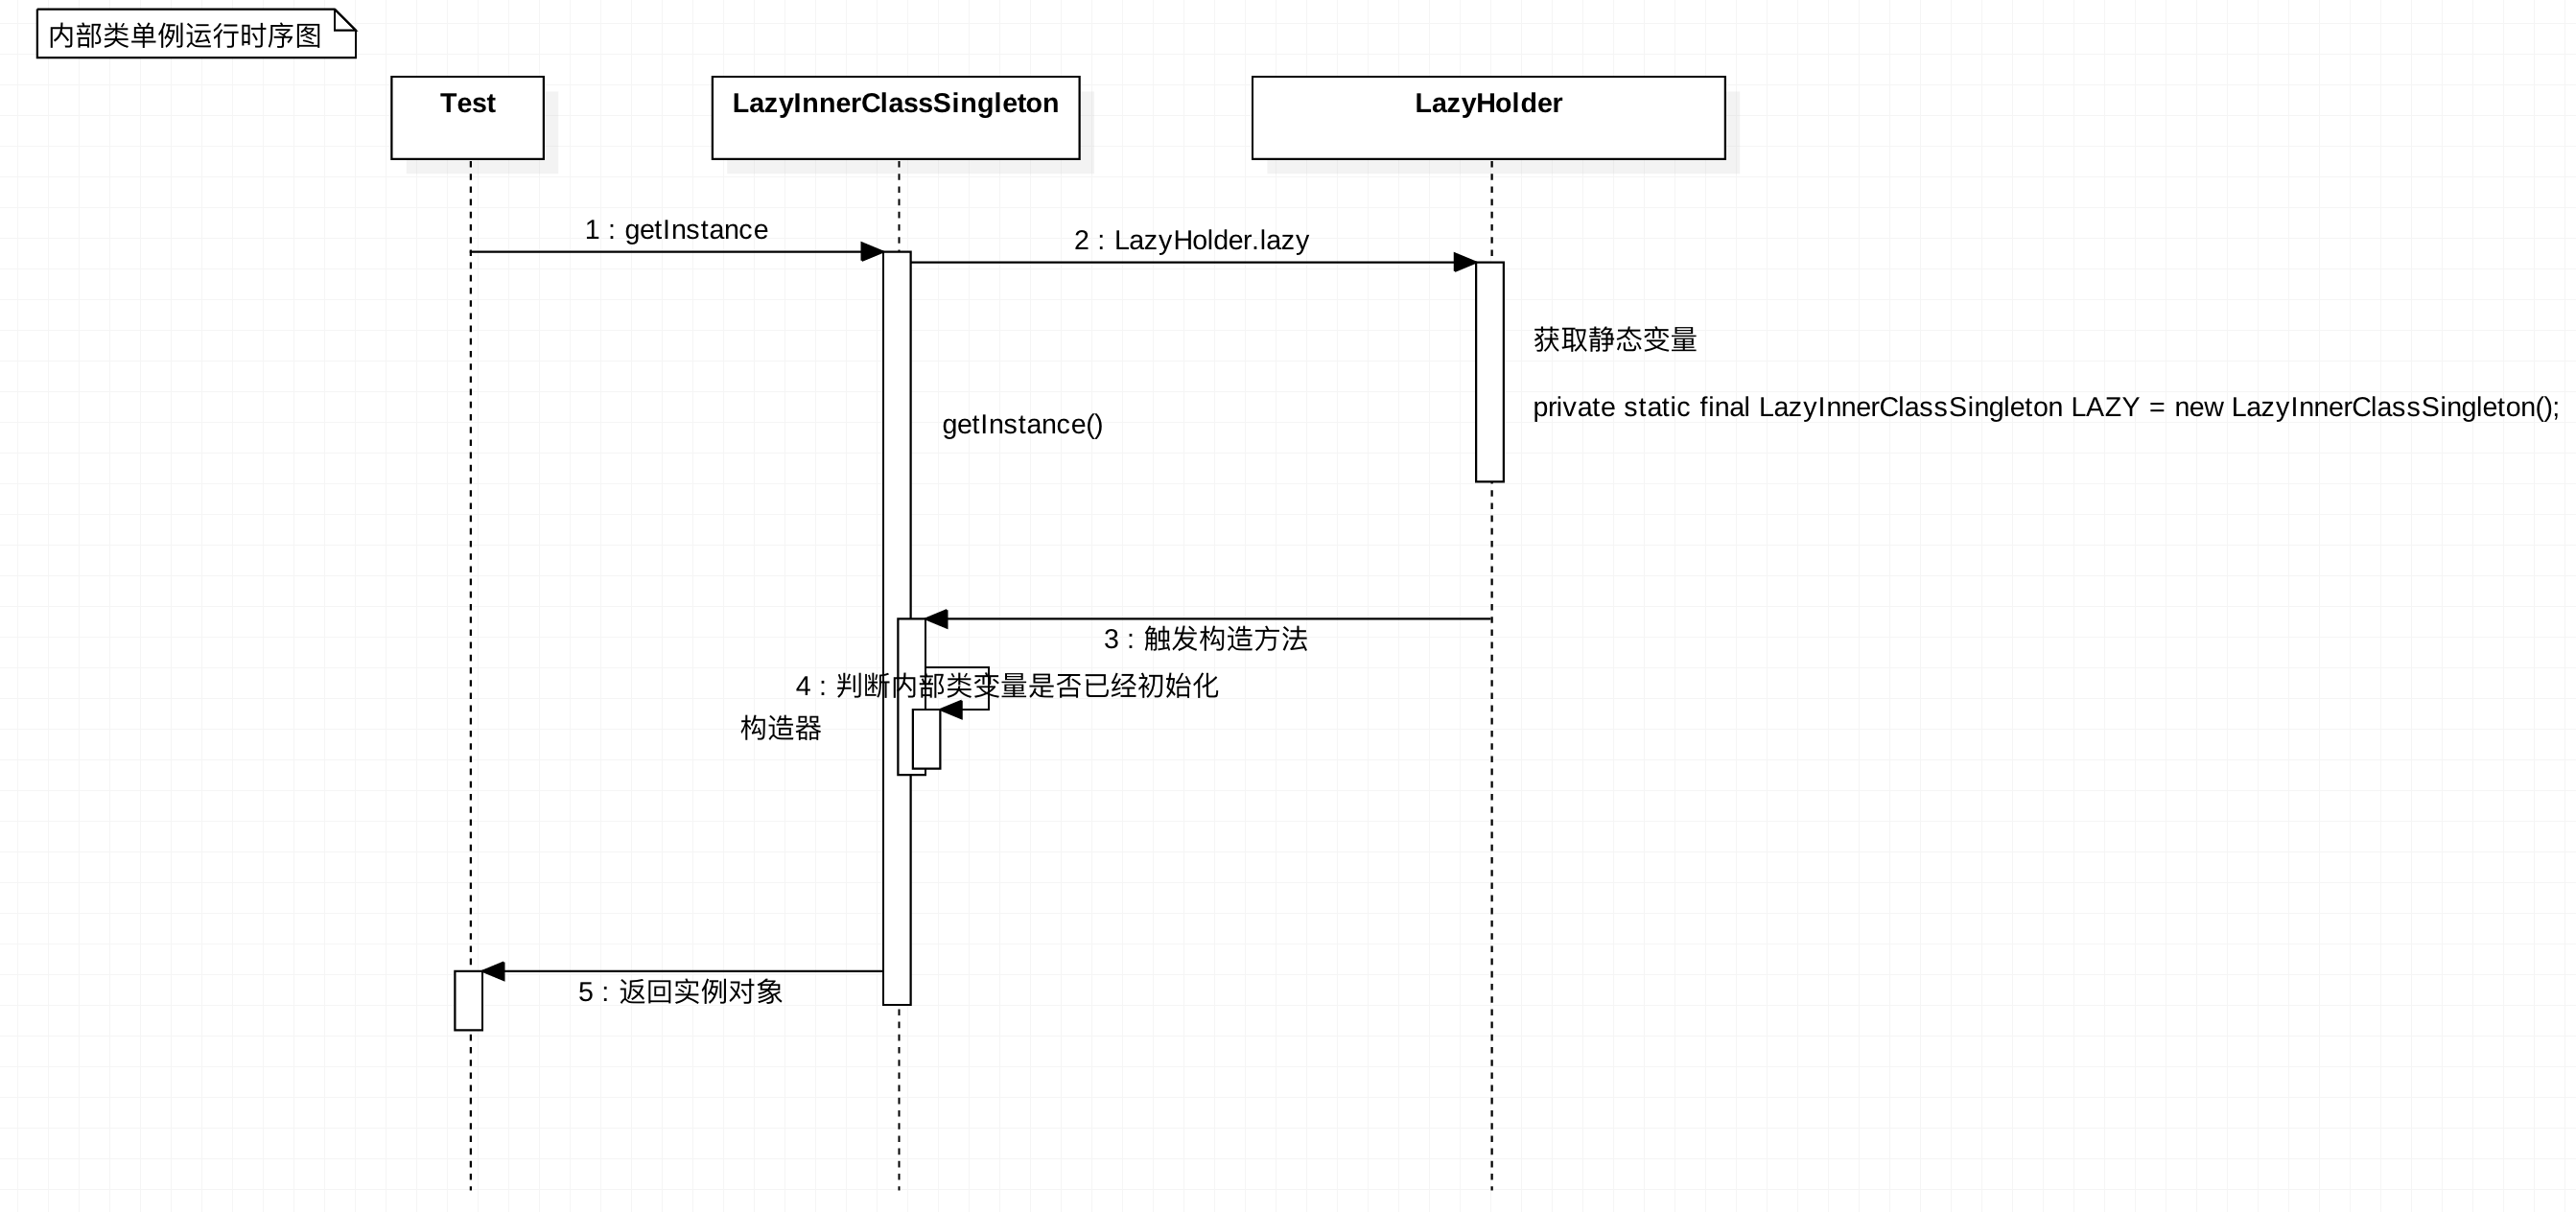 内部类单例运行时序图
Test
LazyInnerClassSingleton
LazyHolder
1 : getInstance
2 : LazyHolder.lazy
获取静态变量
private static final LazyInnerClassSingleton LAZY = new LazyInnerClassSingleton();
getInstance()
3 : 触发构造方法
4 : 判断内部类变量是否已经初始化
构造器
5 : 返回实例对象